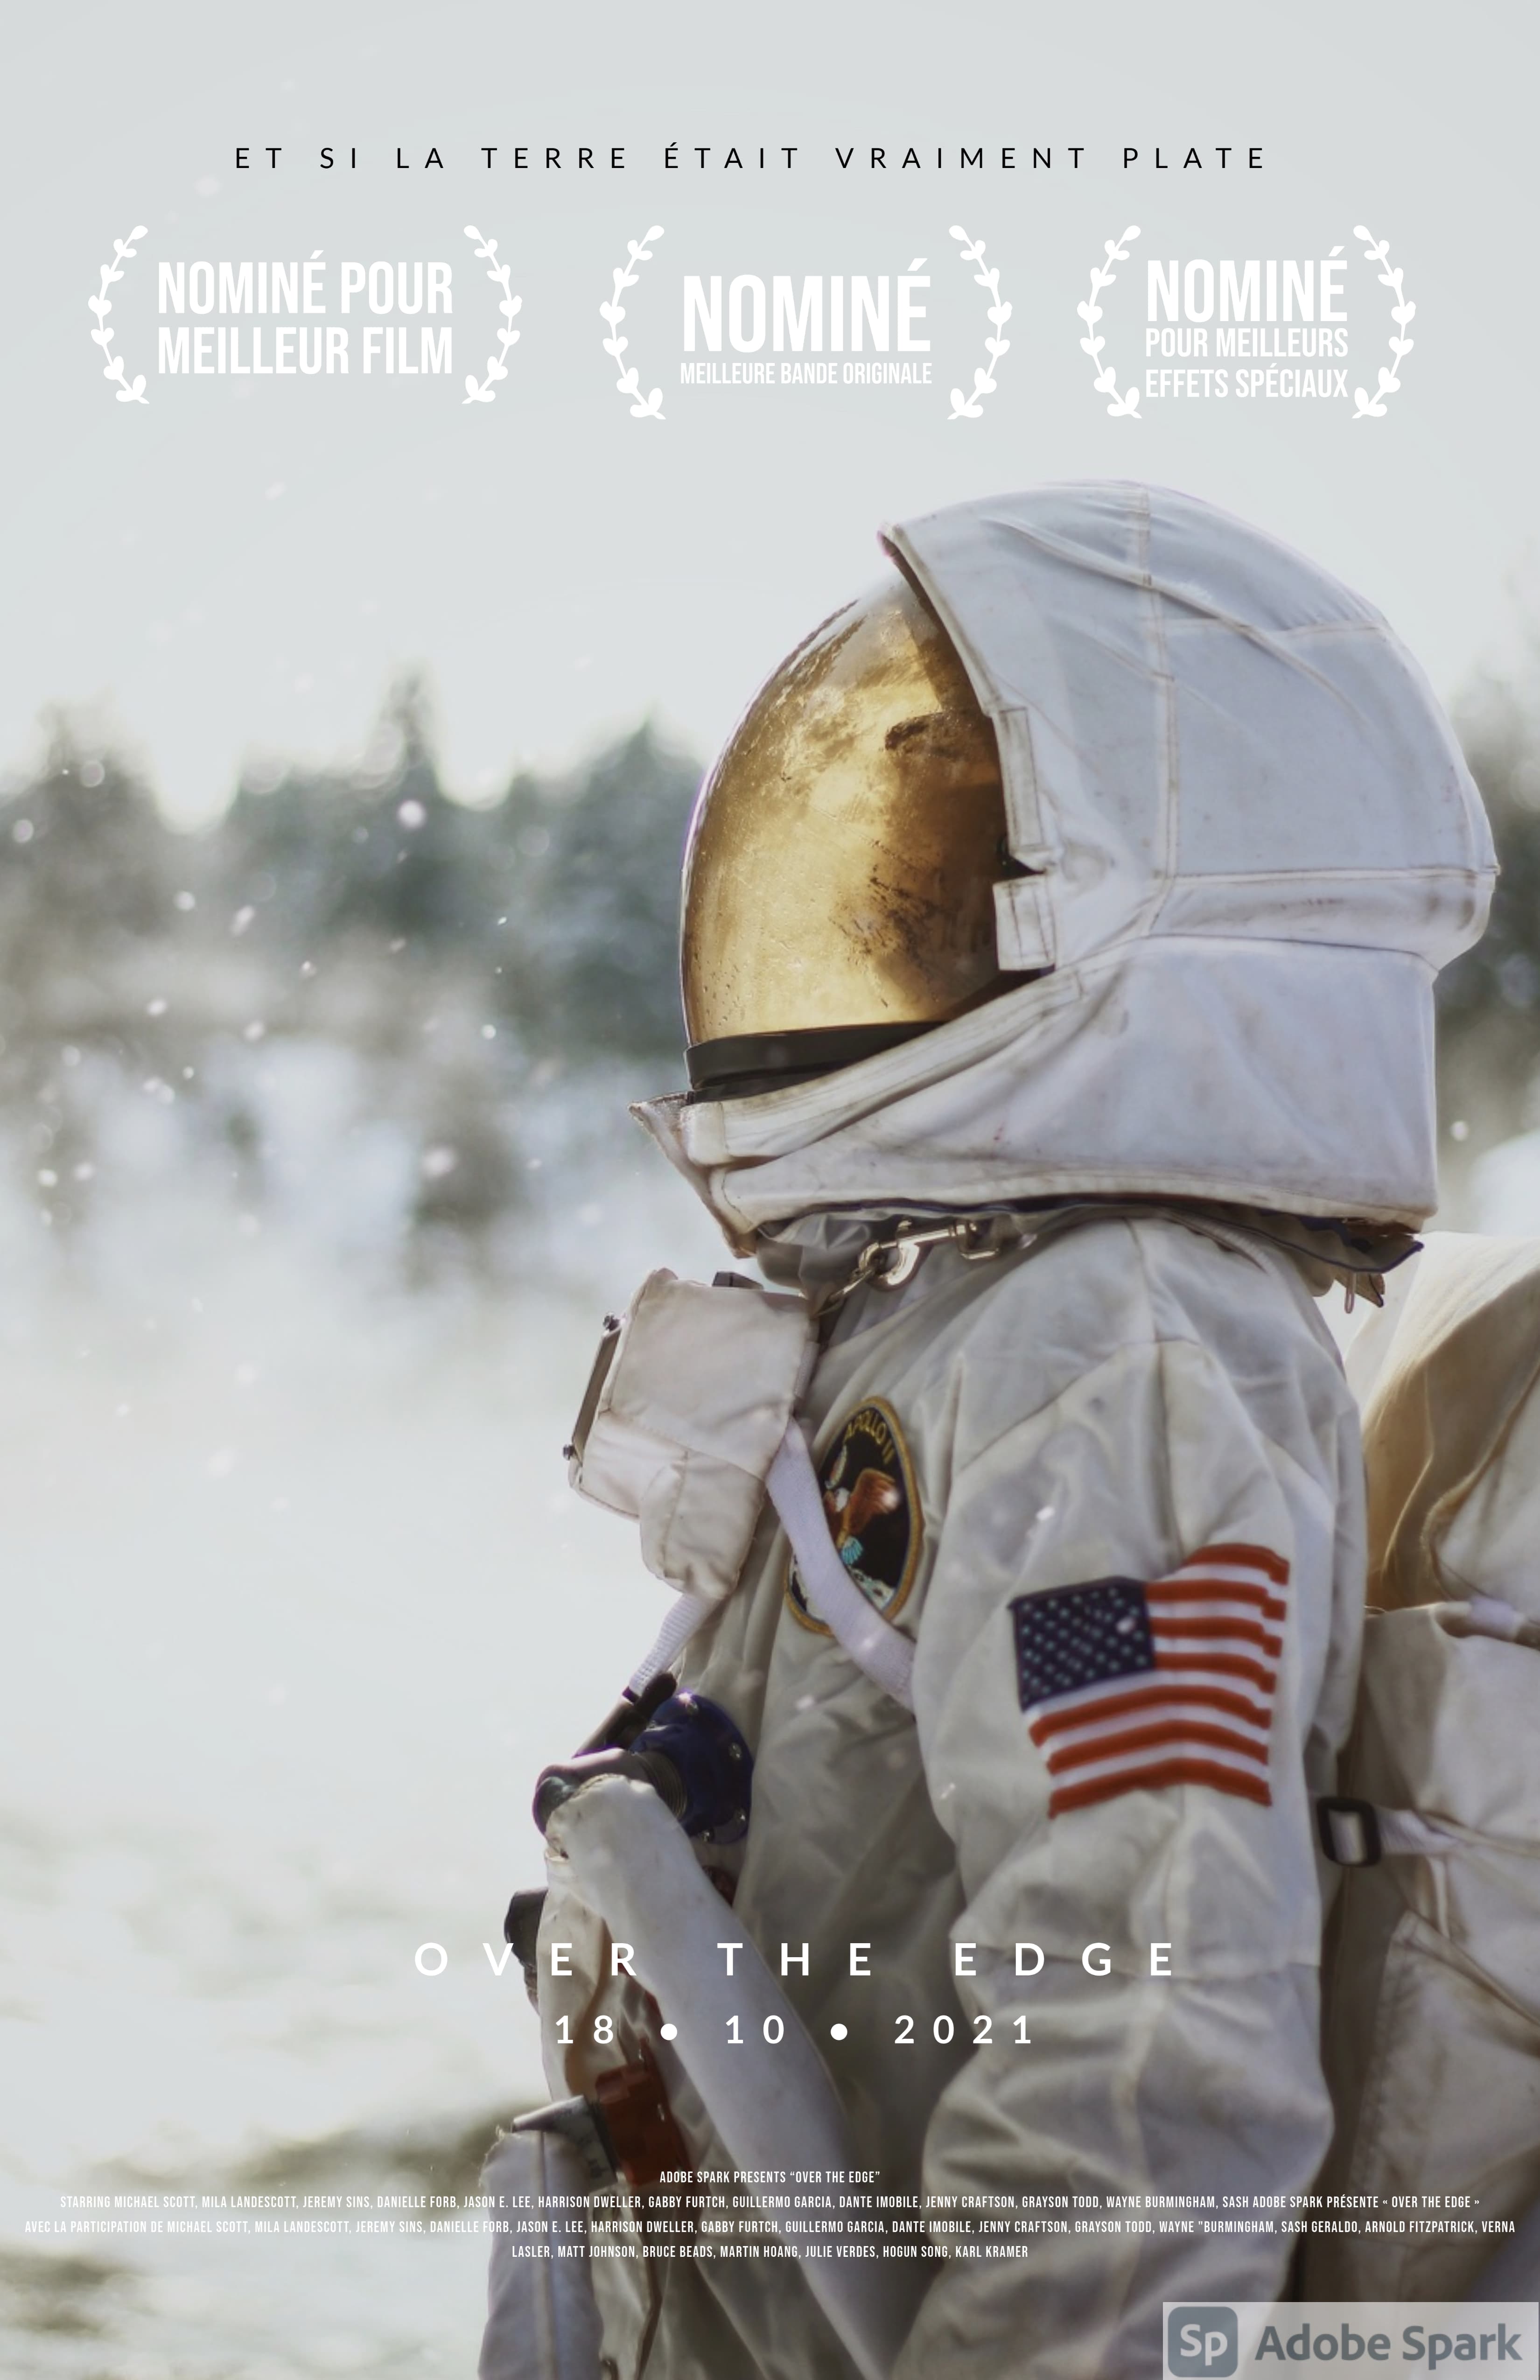 ET SI LA TERRE ÉTAIT VRAIMENT PLATE
NOMINÉ POUR
MEILLEUR FILM
NOMINÉ
MEILLEURE BANDE ORIGINALE
NOMINÉ
POUR MEILLEURS
EFFETS SPÉCIAUX
APOLLO 11
OVER THE EDGE
18 • 10 • 2021
ADOBE SPARK PRESENTS “OVER THE EDGE”
STARRING MICHAEL SCOTT, MILA LANDESCOTT, JEREMY SINS, DANIELLE FORB, JASON E. LEE, HARRISON DWELLER, GABBY FURTCH, GUILLERMO GARCIA, DANTE IMOBILE, JENNY CRAFTSON, GRAYSON TODD, WAYNE BURMINGHAM, SASH ADOBE SPARK PRÉSENTE « OVER THE EDGE »
AVEC LA PARTICIPATION DE MICHAEL SCOTT, MILA LANDESCOTT, JEREMY SINS, DANIELLE FORB, JASON E. LEE, HARRISON DWELLER, GABBY FURTCH, GUILLERMO GARCIA, DANTE IMOBILE, JENNY CRAFTSON, GRAYSON TODD, WAYNE "BURMINGHAM, SASH GERALDO, ARNOLD FITZPATRICK, VERNA
LASLER, MATT JOHNSON, BRUCE BEADS, MARTIN HOANG, JULIE VERDES, HOGUN SONG, KARL KRAMER
Sp Adobe Spark